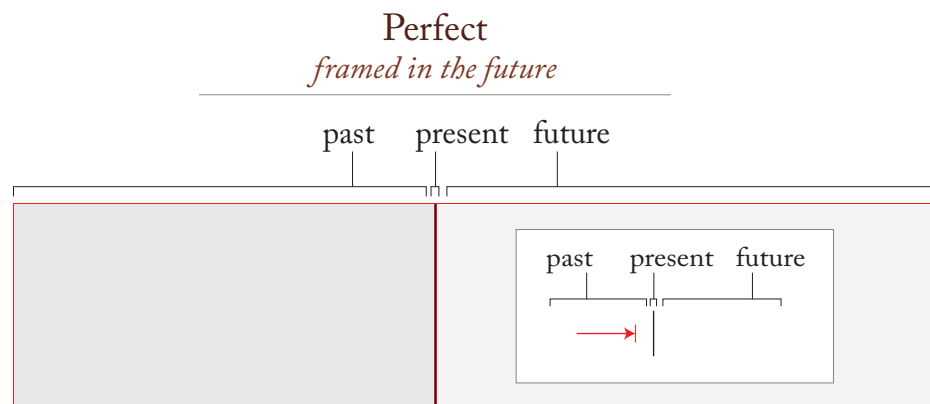 Perfect
framed in the future
past present future
past present future